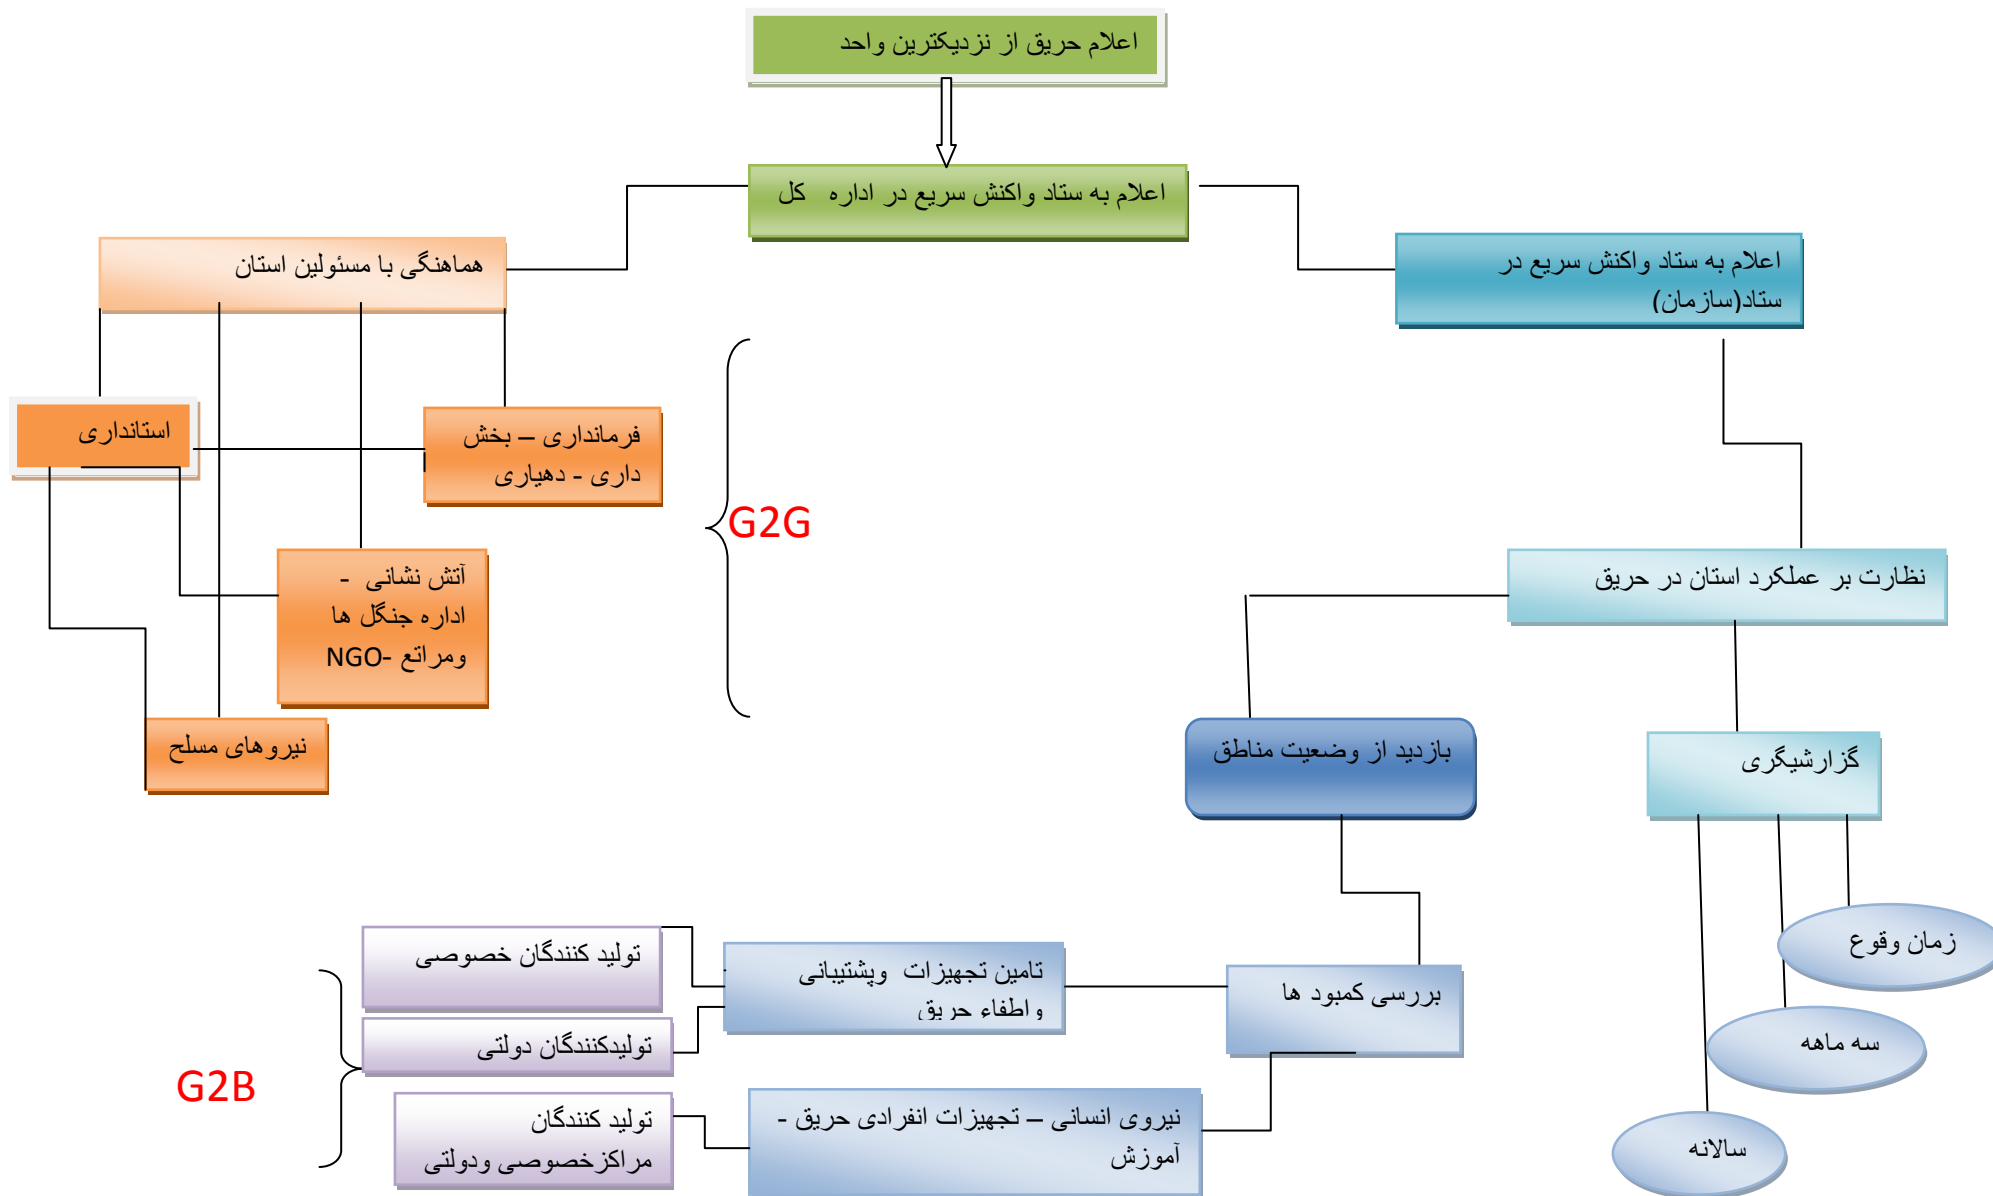 اعلام حریق از نزدیکترین واحد
اعلام به ستاد واکنش سریع در اداره کل
هماهنگی با مسئولین استان
اعلام به ستاد واکنش سریع در
ستاد(سازمان)
استانداری
فرمانداری – بخش
داری - دهیاری
G2G
آتش نشانی -
اداره جنگل ها
ومراتع -NGO
نظارت بر عملکرد استان در حریق
نیروهای مسلح
بازدید از وضعیت مناطق
گزارشیگری
زمان وقوع
سه ماهه
سالانه
بررسی کمبود ها
تامین تجهیزات وپشتیبانی
واطفاء حریق
تولید کنندگان خصوصی
تولیدکنندگان دولتی
G2B
نیروی انسانی – تجهیزات انفرادی حریق -
آموزش
تولید کنندگان
مراکزخصوصی ودولتی